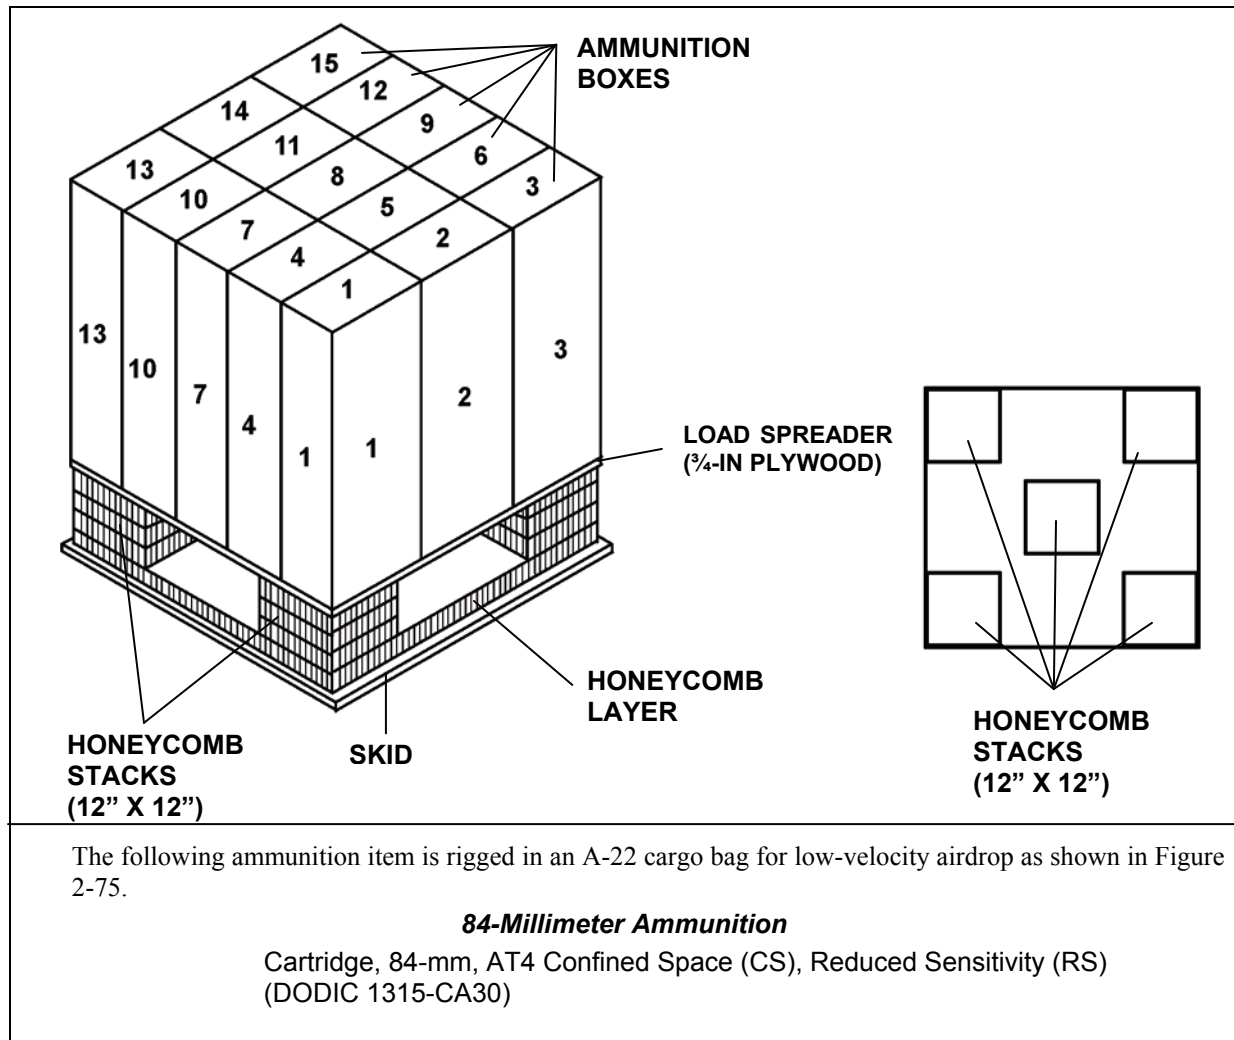 15
12
9
6
3
14
11
8
5
2
13
10
7
4
1
13
10
7
4
1
1
2
3
AMMUNITION
BOXES
LOAD SPREADER
(¾-IN PLYWOOD)
HONEYCOMB
LAYER
SKID
HONEYCOMB
STACKS
(12” X 12”)
HONEYCOMB
STACKS
(12” X 12”)
The following ammunition item is rigged in an A-22 cargo bag for low-velocity airdrop as shown in Figure
2-75.
84-Millimeter Ammunition
Cartridge, 84-mm, AT4 Confined Space (CS), Reduced Sensitivity (RS)
(DODIC 1315-CA30)